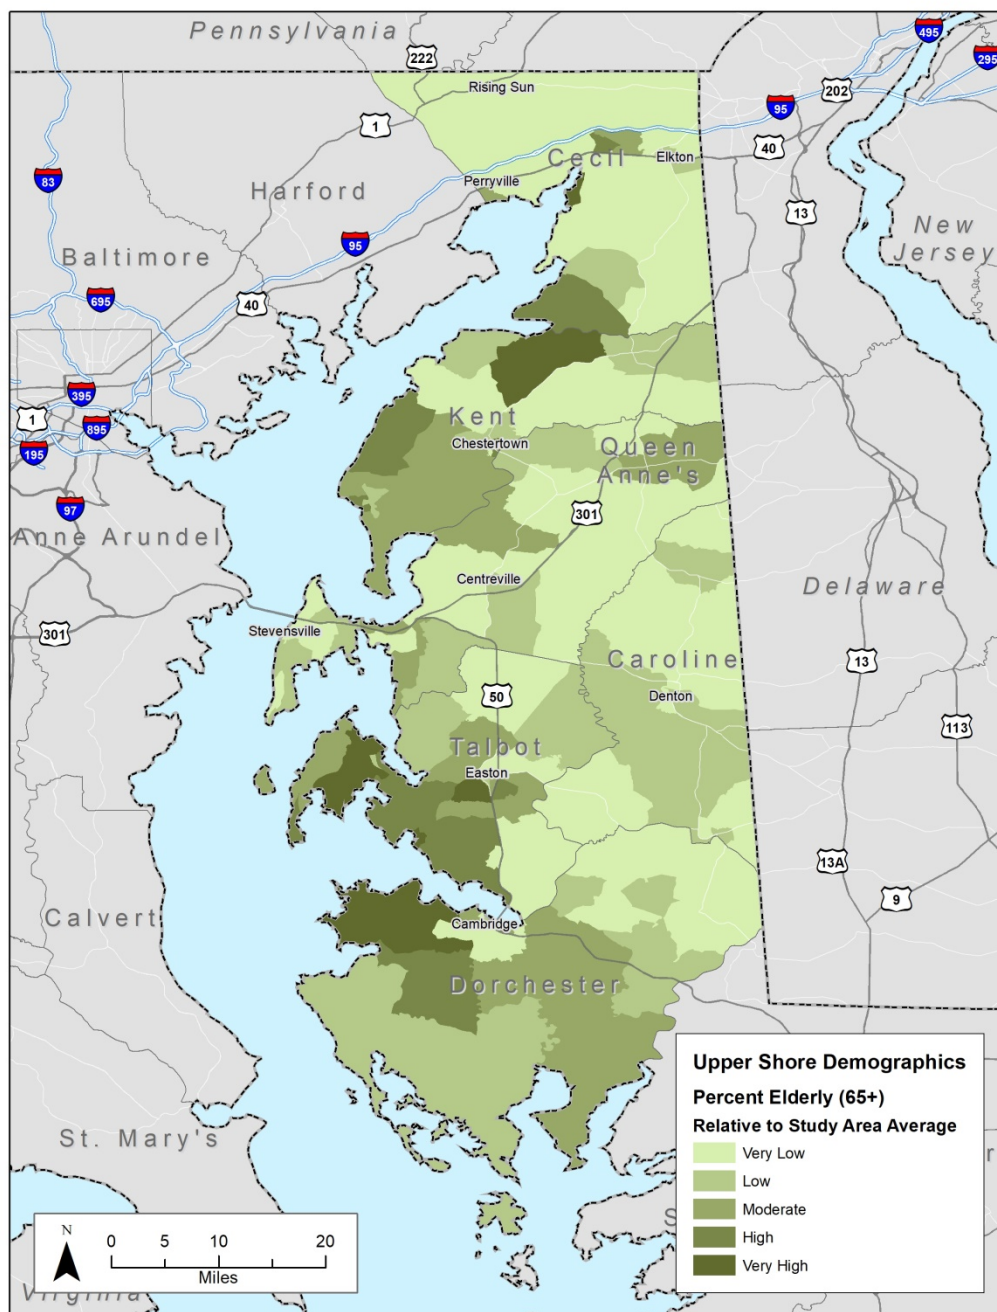 Pennsylvania
222
495
295
202
Rising Sun
95
1
40
Cecil
Elkton
83
Perryville
Harford
13
New
Jersey
95
Baltimore
695
40
395
Kent
1
895
Chestertown
Queen
Anne's
195
97
301
Anne Arundel
Centreville
Delaware
301
Stevensville
Caroline
13
50
Denton
113
Talbot
Easton
13A
9
Calvert
Cambridge
Dorchester
Upper Shore Demographics
Percent Elderly (65+)
Relative to Study Area Average
St. Mary's
Very Low
r
Low
Moderate
S
High
Very High
N
0 5 10 20
Miles
Virginia